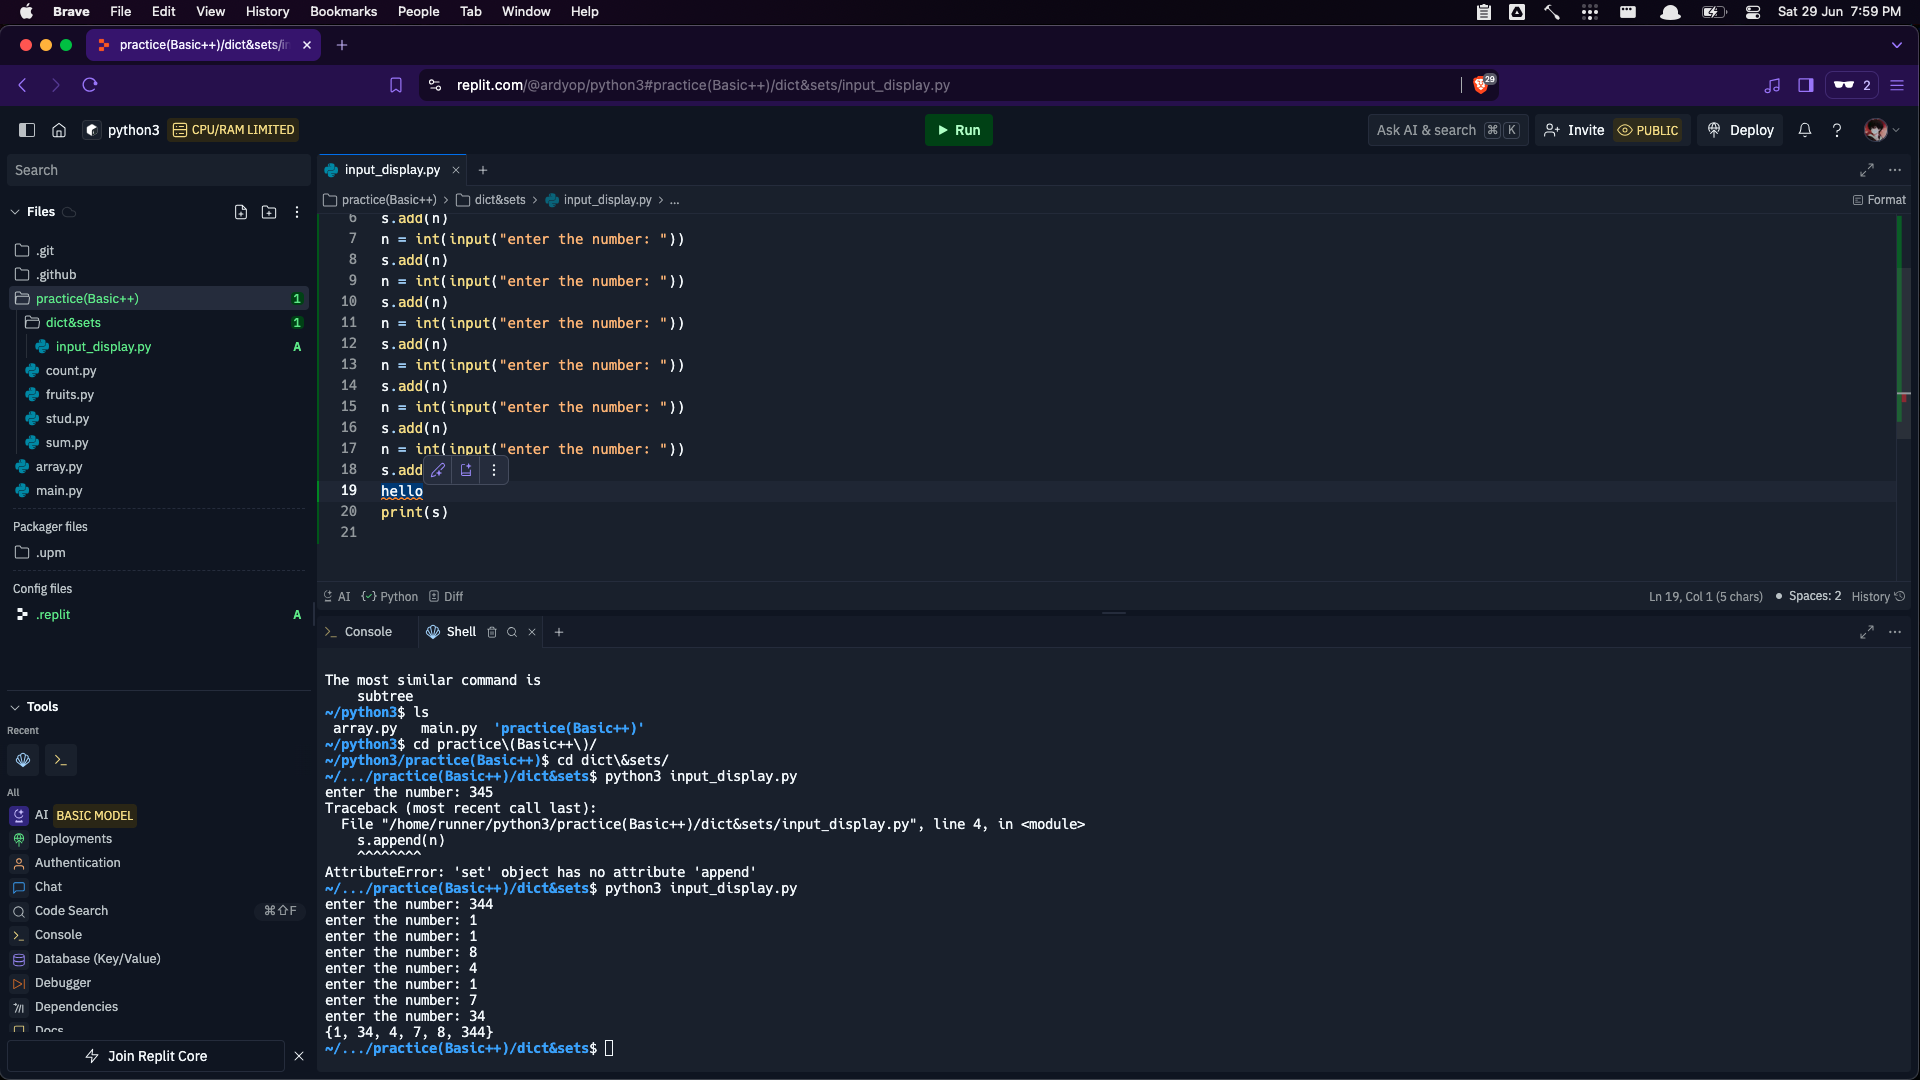 Brave File Edit View History Bookmarks People Tab Window Help
Sat 29 Jun 7:59 PM
practice(Basic++)/dict&sets/in
replit.com/@ardyop/python3#practice(Basic++)/dict&sets/input_display.py
29
2
python3 CPU/RAM LIMITED
Run
Ask AI & search ⌘ K
Invite PUBLIC
Deploy
Search
Files
.git
.github
practice(Basic++) 1
dict&sets 1
input_display.py A
count.py
fruits.py
stud.py
sum.py
array.py
main.py
Packager files
.upm
Config files
.replit A
Tools
Recent
All
AI BASIC MODEL
Deployments
Authentication
Chat
Code Search ⌘⇧F
Console
Database (Key/Value)
Debugger
Dependencies
Docs
Join Replit Core
input_display.py
practice(Basic++) > dict&sets > input_display.py > ...
Format
6 s.add(n)
7 n = int(input("enter the number: "))
8 s.add(n)
9 n = int(input("enter the number: "))
10 s.add(n)
11 n = int(input("enter the number: "))
12 s.add(n)
13 n = int(input("enter the number: "))
14 s.add(n)
15 n = int(input("enter the number: "))
16 s.add(n)
17 n = int(input("enter the number: "))
18 s.add
19 hello
20 print(s)
21
AI Python Diff
Ln 19, Col 1 (5 chars) Spaces: 2 History
Console Shell
The most similar command is
subtree
~/python3$ ls
array.py main.py 'practice(Basic++)'
~/python3$ cd practice\(Basic++\)/
~/python3/practice(Basic++)$ cd dict\&sets/
~/.../practice(Basic++)/dict&sets$ python3 input_display.py
enter the number: 345
Traceback (most recent call last):
File "/home/runner/python3/practice(Basic++)/dict&sets/input_display.py", line 4, in <module>
s.append(n)
^^^^^^^^
AttributeError: 'set' object has no attribute 'append'
~/.../practice(Basic++)/dict&sets$ python3 input_display.py
enter the number: 344
enter the number: 1
enter the number: 1
enter the number: 8
enter the number: 4
enter the number: 1
enter the number: 7
enter the number: 34
{1, 34, 4, 7, 8, 344}
~/.../practice(Basic++)/dict&sets$